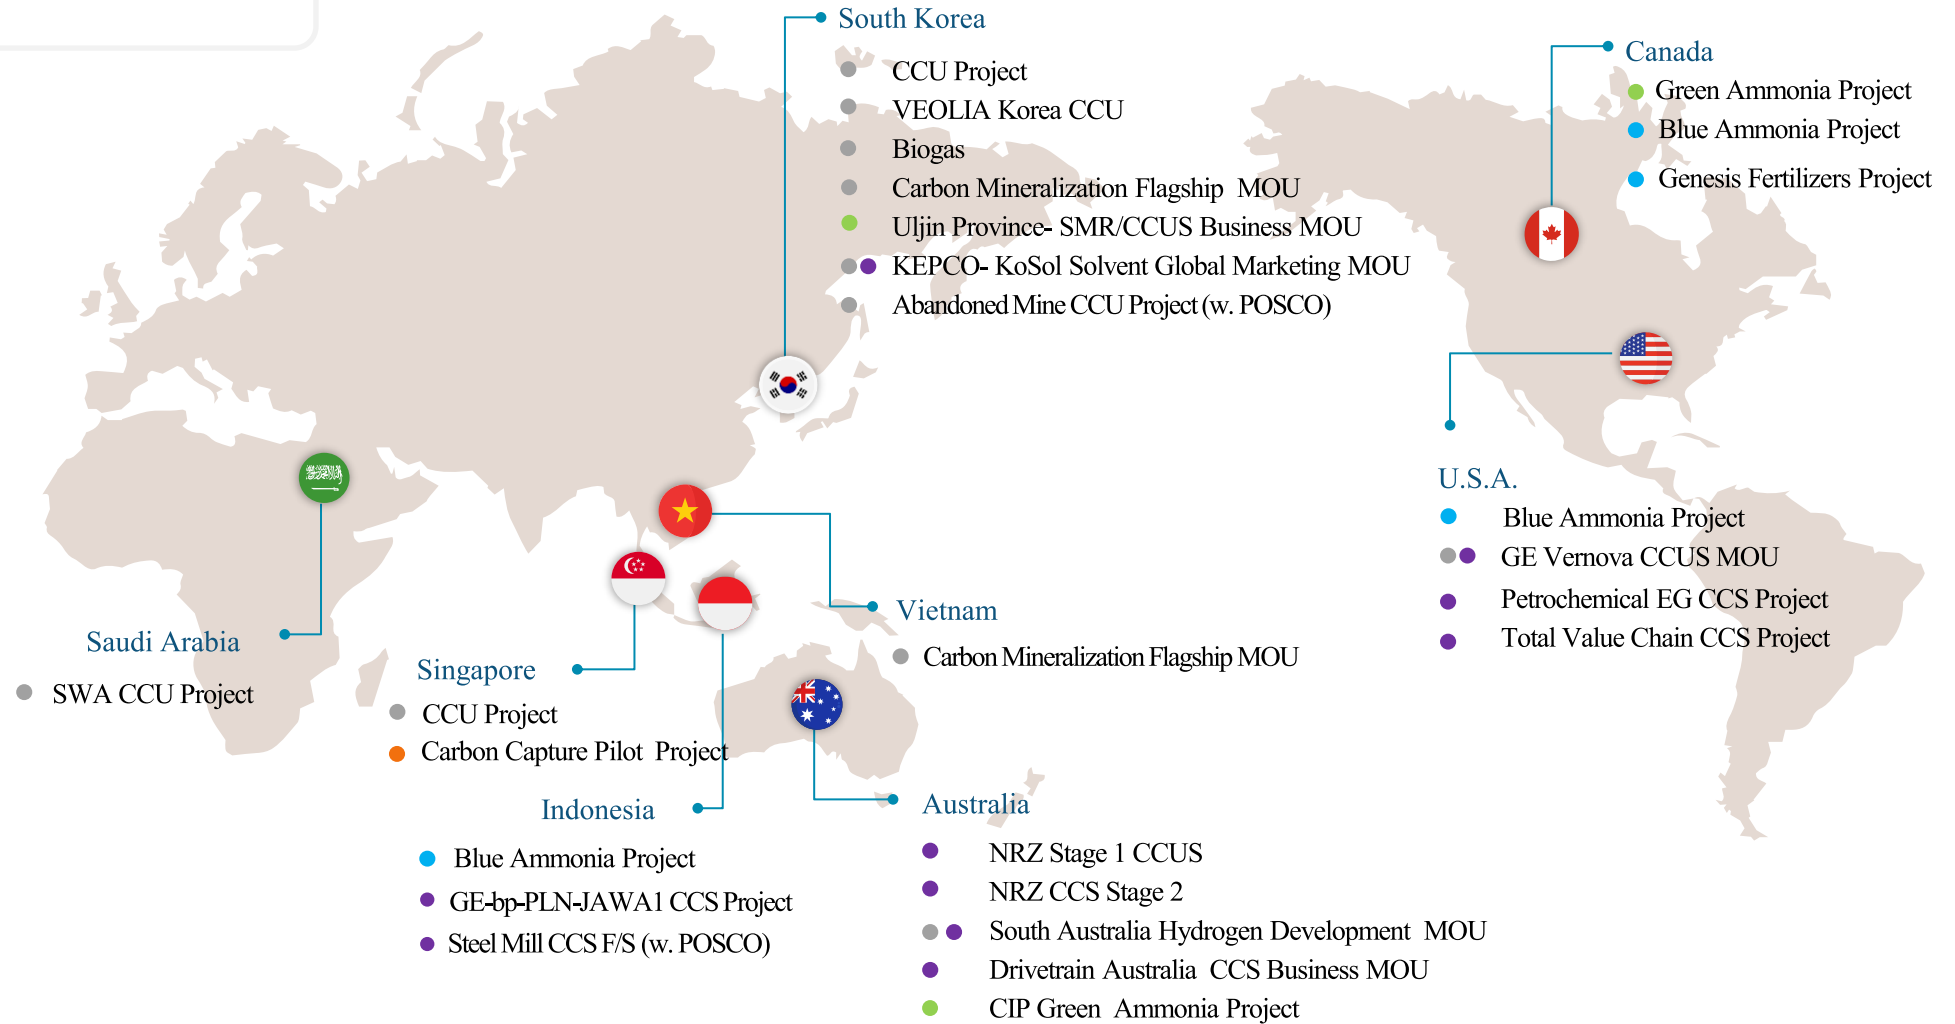 South Korea
CCU Project
VEOLIA Korea CCU
Biogas
Carbon Mineralization Flagship MOU
Uljin Province- SMR/CCUS Business MOU
KEPCO- KoSol Solvent Global Marketing MOU
Abandoned Mine CCU Project (w. POSCO)
Canada
Green Ammonia Project
Blue Ammonia Project
Genesis Fertilizers Project
U.S.A.
Blue Ammonia Project
GE Vernova CCUS MOU
Petrochemical EG CCS Project
Total Value Chain CCS Project
Saudi Arabia
SWA CCU Project
Singapore
CCU Project
Carbon Capture Pilot Project
Vietnam
Carbon Mineralization Flagship MOU
Indonesia
Blue Ammonia Project
GE-bp-PLN-JAWA1 CCS Project
Steel Mill CCS F/S (w. POSCO)
Australia
NRZ Stage 1 CCUS
NRZ CCS Stage 2
South Australia Hydrogen Development MOU
Drivetrain Australia CCS Business MOU
CIP Green Ammonia Project